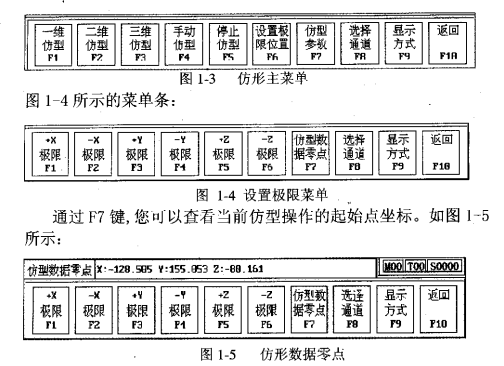 一维 二维 三维 手动 停止 设置极 仿型 选择 显示 返回
仿型 仿型 仿型 仿型 仿型 限位置 参数 通道 方式
F1 F2 F3 F4 F5 F6 F7 F8 F9 F10
图 1-3 仿形主菜单
图 1-4 所示的菜单条:
+X -X +Y -Y +Z -Z 仿型数 选择 显示 返回
极限 极限 极限 极限 极限 极限 据零点 通道 方式
F1 F2 F3 F4 F5 F6 F7 F8 F9 F10
图 1-4 设置极限菜单
通过 F7 键,您可以查看当前仿型操作的起始点坐标。如图 1-5
所示:
仿型数据零点 X:-128.505 Y:155.053 Z:-80.161 M00 T00 S0000
+X -X +Y -Y +Z -Z 仿型数 选择 显示 返回
极限 极限 极限 极限 极限 极限 据零点 通道 方式
F1 F2 F3 F4 F5 F6 F7 F8 F9 F10
图 1-5 仿形数据零点